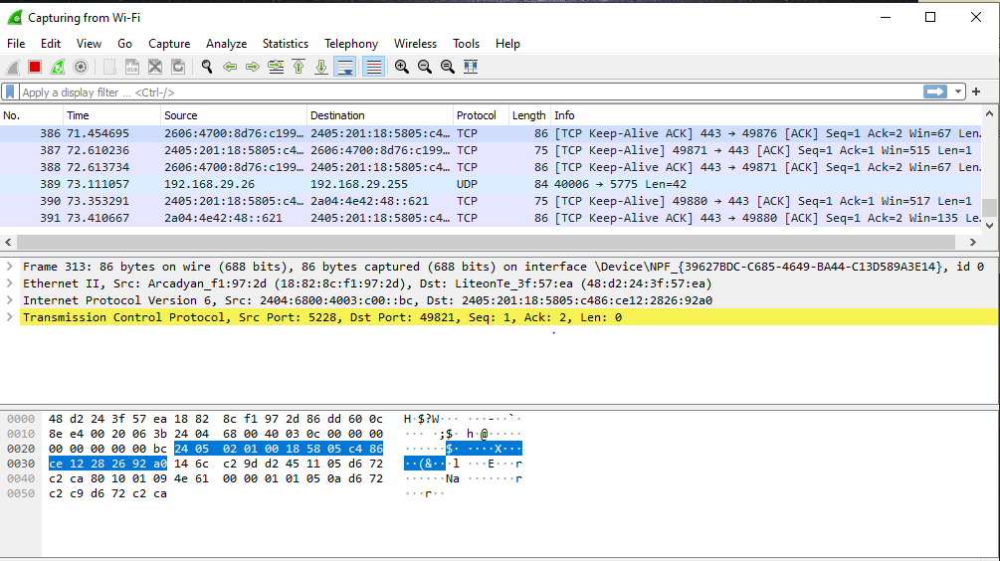 Capturing from Wi-Fi
File Edit View Go Capture Analyze Statistics Telephony Wireless Tools Help
Apply a display filter … <Ctrl-/>
No. Time Source Destination Protocol Length Info
386 71.454695 2606:4700:8d76:c199… 2405:201:18:5805:c4… TCP 86 [TCP Keep-Alive ACK] 443 → 49876 [ACK] Seq=1 Ack=2 Win=67 Len…
387 72.610236 2405:201:18:5805:c4… 2606:4700:8d76:c199… TCP 75 [TCP Keep-Alive] 49871 → 443 [ACK] Seq=1 Ack=1 Win=515 Len=1
388 72.613734 2606:4700:8d76:c199… 2405:201:18:5805:c4… TCP 86 [TCP Keep-Alive ACK] 443 → 49871 [ACK] Seq=1 Ack=2 Win=67 Len…
389 73.111057 192.168.29.26 192.168.29.255 UDP 84 40006 → 5775 Len=42
390 73.353291 2405:201:18:5805:c4… 2a04:4e42:48::621 TCP 75 [TCP Keep-Alive] 49880 → 443 [ACK] Seq=1 Ack=1 Win=517 Len=1
391 73.410667 2a04:4e42:48::621 2405:201:18:5805:c4… TCP 86 [TCP Keep-Alive ACK] 443 → 49880 [ACK] Seq=1 Ack=2 Win=135 Le…
Frame 313: 86 bytes on wire (688 bits), 86 bytes captured (688 bits) on interface \Device\NPF_{39627BDC-C685-4649-BA44-C13D589A3E14}, id 0
Ethernet II, Src: Arcadyan_f1:97:2d (18:82:8c:f1:97:2d), Dst: LiteonTe_3f:57:ea (48:d2:24:3f:57:ea)
Internet Protocol Version 6, Src: 2404:6800:4003:c00::bc, Dst: 2405:201:18:5805:c486:ce12:2826:92a0
Transmission Control Protocol, Src Port: 5228, Dst Port: 49821, Seq: 1, Ack: 2, Len: 0
0000 48 d2 24 3f 57 ea 18 82 8c f1 97 2d 86 dd 60 0c H·$?W··· ···-··`·
0010 8e e4 00 20 06 3b 24 04 68 00 40 03 0c 00 00 00 ··· ·;$· h·@·····
0020 00 00 00 00 00 bc 24 05 02 01 00 18 58 05 c4 86 ······$· ····X···
0030 ce 12 28 26 92 a0 14 6c c2 9d d2 45 11 05 d6 72 ··(&···l ···E···r
0040 c2 ca 80 10 01 09 4e 61 00 00 01 01 05 0a d6 72 ······Na ·······r
0050 c2 c9 d6 72 c2 ca ···r··